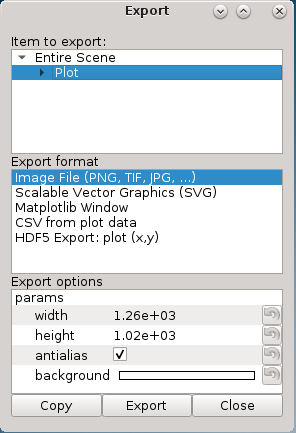 Export
Item to export:
Entire Scene
Plot
Export format
Image File (PNG, TIF, JPG, ...)
Scalable Vector Graphics (SVG)
Matplotlib Window
CSV from plot data
HDF5 Export: plot (x,y)
Export options
params
width 1.26e+03
height 1.02e+03
antialias
background
Copy Export Close